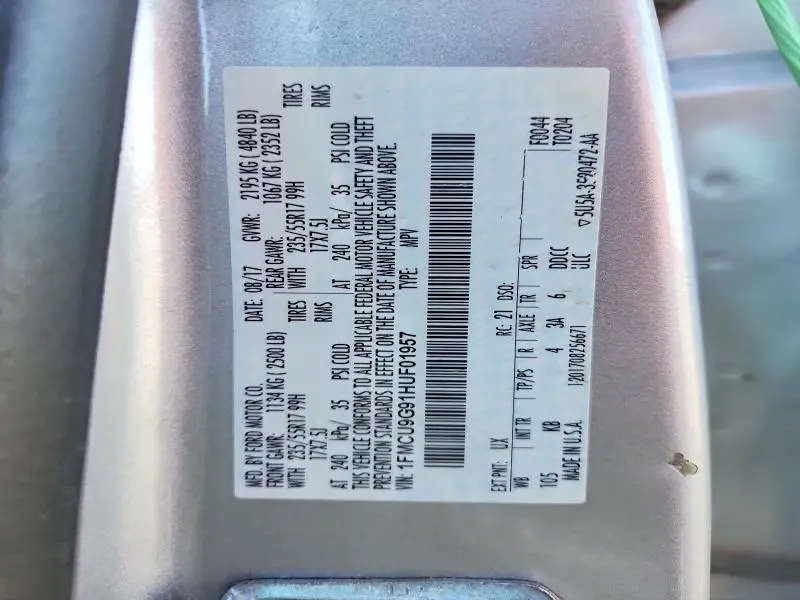 MFD. BY FORD MOTOR CO.
DATE: 08/17 GVWR: 2195 KG ( 4840 LB)
FRONT GAWR: 1134 KG ( 2500 LB) REAR GAWR: 1067 KG ( 2352 LB)
WITH 235/55R17 99H TIRES WITH 235/55R17 99H TIRES
17X7.5J RIMS 17X7.5J RIMS
AT 240 kPa/ 35 PSI COLD AT 240 kPa/ 35 PSI COLD
THIS VEHICLE CONFORMS TO ALL APPLICABLE FEDERAL MOTOR VEHICLE SAFETY AND THEFT
PREVENTION STANDARDS IN EFFECT ON THE DATE OF MANUFACTURE SHOWN ABOVE.
VIN: 1FMCU9G91HUF01957 TYPE: MPV
EXT PNT: UX RC: 21 DSO: F0044
WB INT TR TP/PS R AXLE TR SPR T0204
105 KB 4 3A 6 DDCC
MADE IN U.S.A. 1201708256671 ULC ▽5U5A-3590472-AA